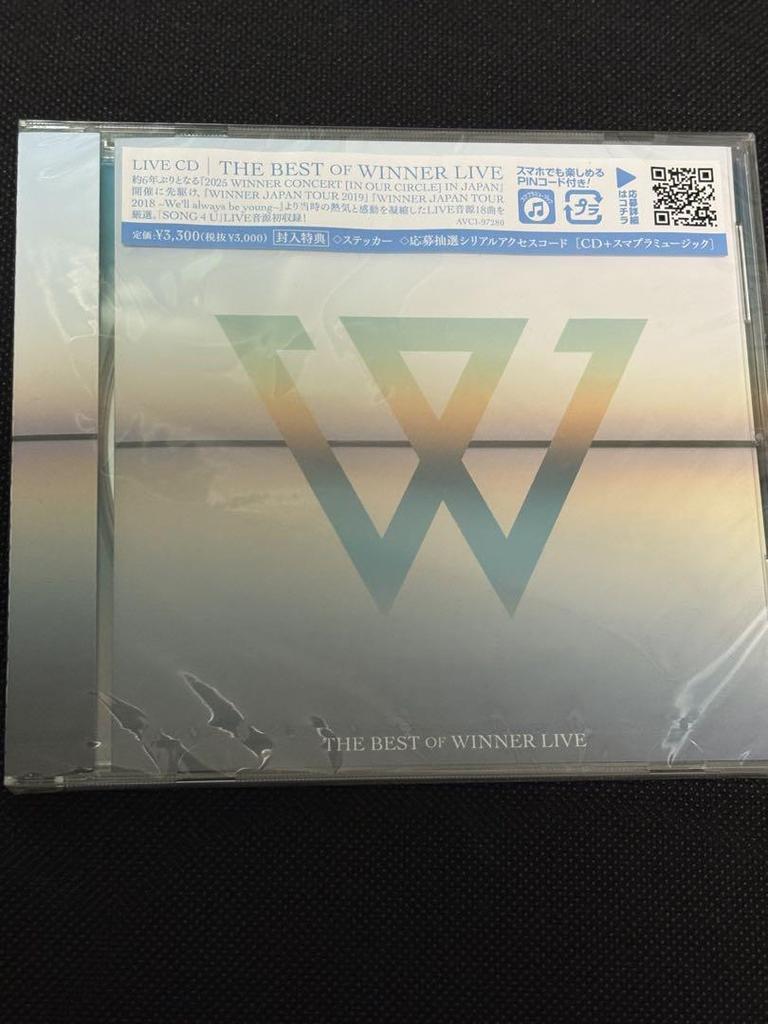 LIVE CD | THE BEST OF WINNER LIVE
約6年ぶりとなる『2025 WINNER CONCERT [IN OUR CIRCLE] IN JAPAN』
開催に先駆け、『WINNER JAPAN TOUR 2019』『WINNER JAPAN TOUR
2018 ~We'll always be young~』より当時の熱気と感動を凝縮したLIVE音源18曲を
厳選。「SONG 4 U」LIVE音源初収録!
AVC1-97280
スマホでも楽しめる
PINコード付き!
プラ
応募詳細
はコチラ
定価:¥3,300(税抜¥3,000) 封入特典 ◇ステッカー ◇応募抽選シリアルアクセスコード [CD+スマプラミュージック]
W
THE BEST OF WINNER LIVE